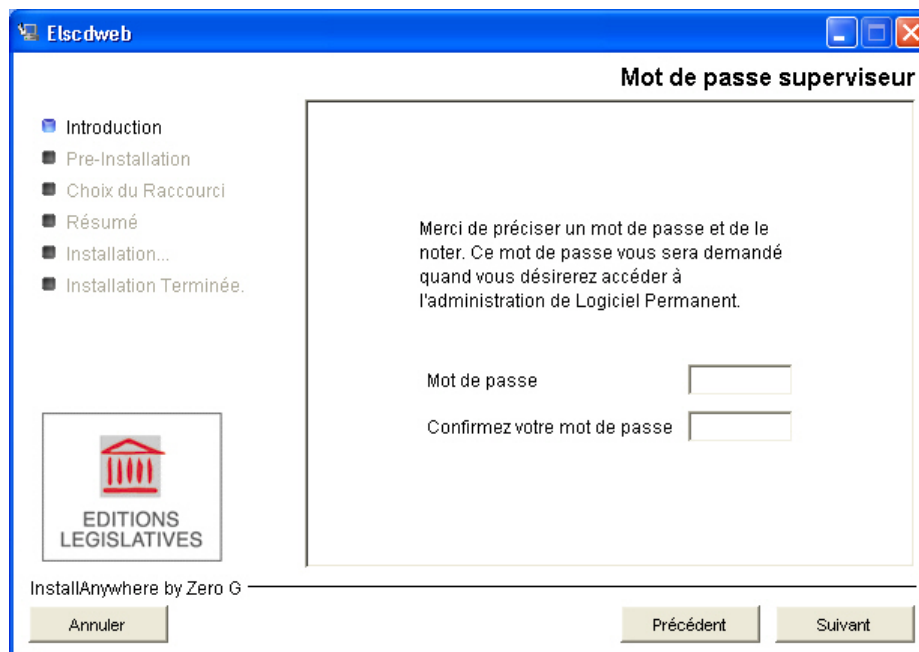 Elscdweb
Mot de passe superviseur
Introduction
Pre-Installation
Choix du Raccourci
Résumé
Installation...
Installation Terminée.
Merci de préciser un mot de passe et de le
noter. Ce mot de passe vous sera demandé
quand vous désirerez accéder à
l'administration de Logiciel Permanent.
Mot de passe
Confirmez votre mot de passe
EDITIONS
LEGISLATIVES
InstallAnywhere by Zero G
Annuler
Précédent
Suivant